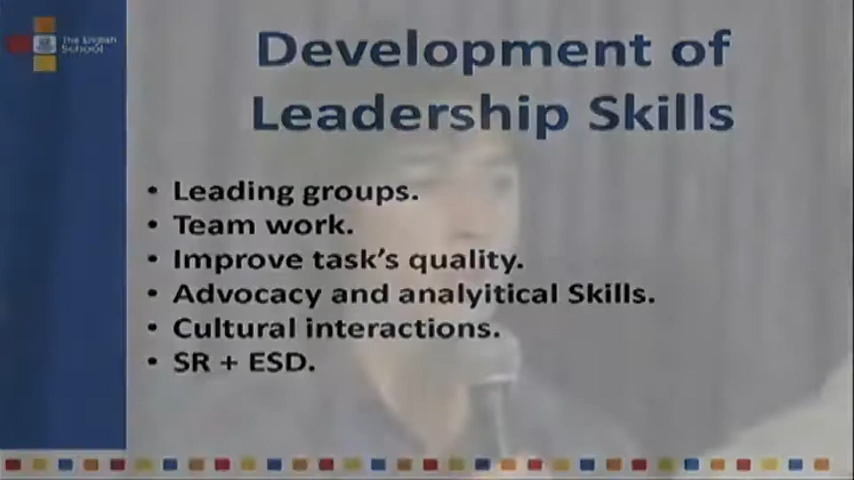 The English
School
Development of
Leadership Skills
• Leading groups.
• Team work.
• Improve task's quality.
• Advocacy and analyitical Skills.
• Cultural interactions.
• SR + ESD.